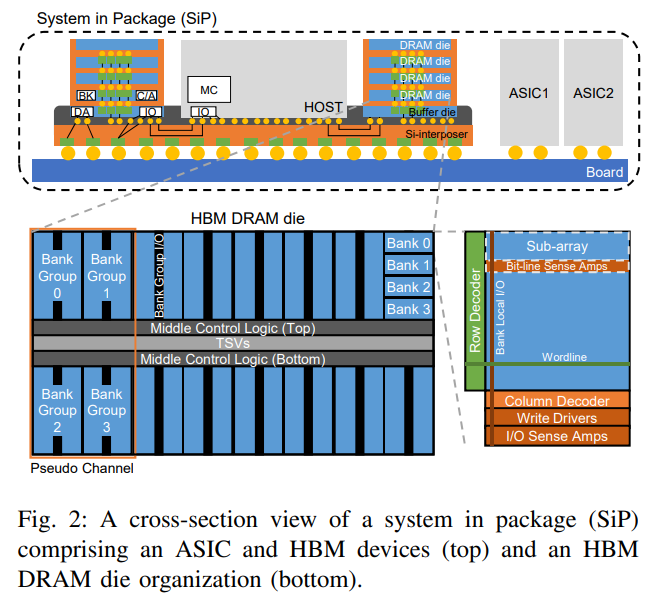 System in Package (SiP)
DRAM die
DRAM die
DRAM die
DRAM die
BK
C/A
DA
IO
MC
IO
HOST
Buffer die
Si-interposer
ASIC1
ASIC2
Board
HBM DRAM die
Bank Group 0
Bank Group 1
Bank Group I/O
Bank 0
Bank 1
Bank 2
Bank 3
Middle Control Logic (Top)
TSVs
Middle Control Logic (Bottom)
Bank Group 2
Bank Group 3
Pseudo Channel
Row Decoder
Bank Local I/O
Sub-array
Bit-line Sense Amps
Wordline
Column Decoder
Write Drivers
I/O Sense Amps
Fig. 2: A cross-section view of a system in package (SiP)
comprising an ASIC and HBM devices (top) and an HBM
DRAM die organization (bottom).